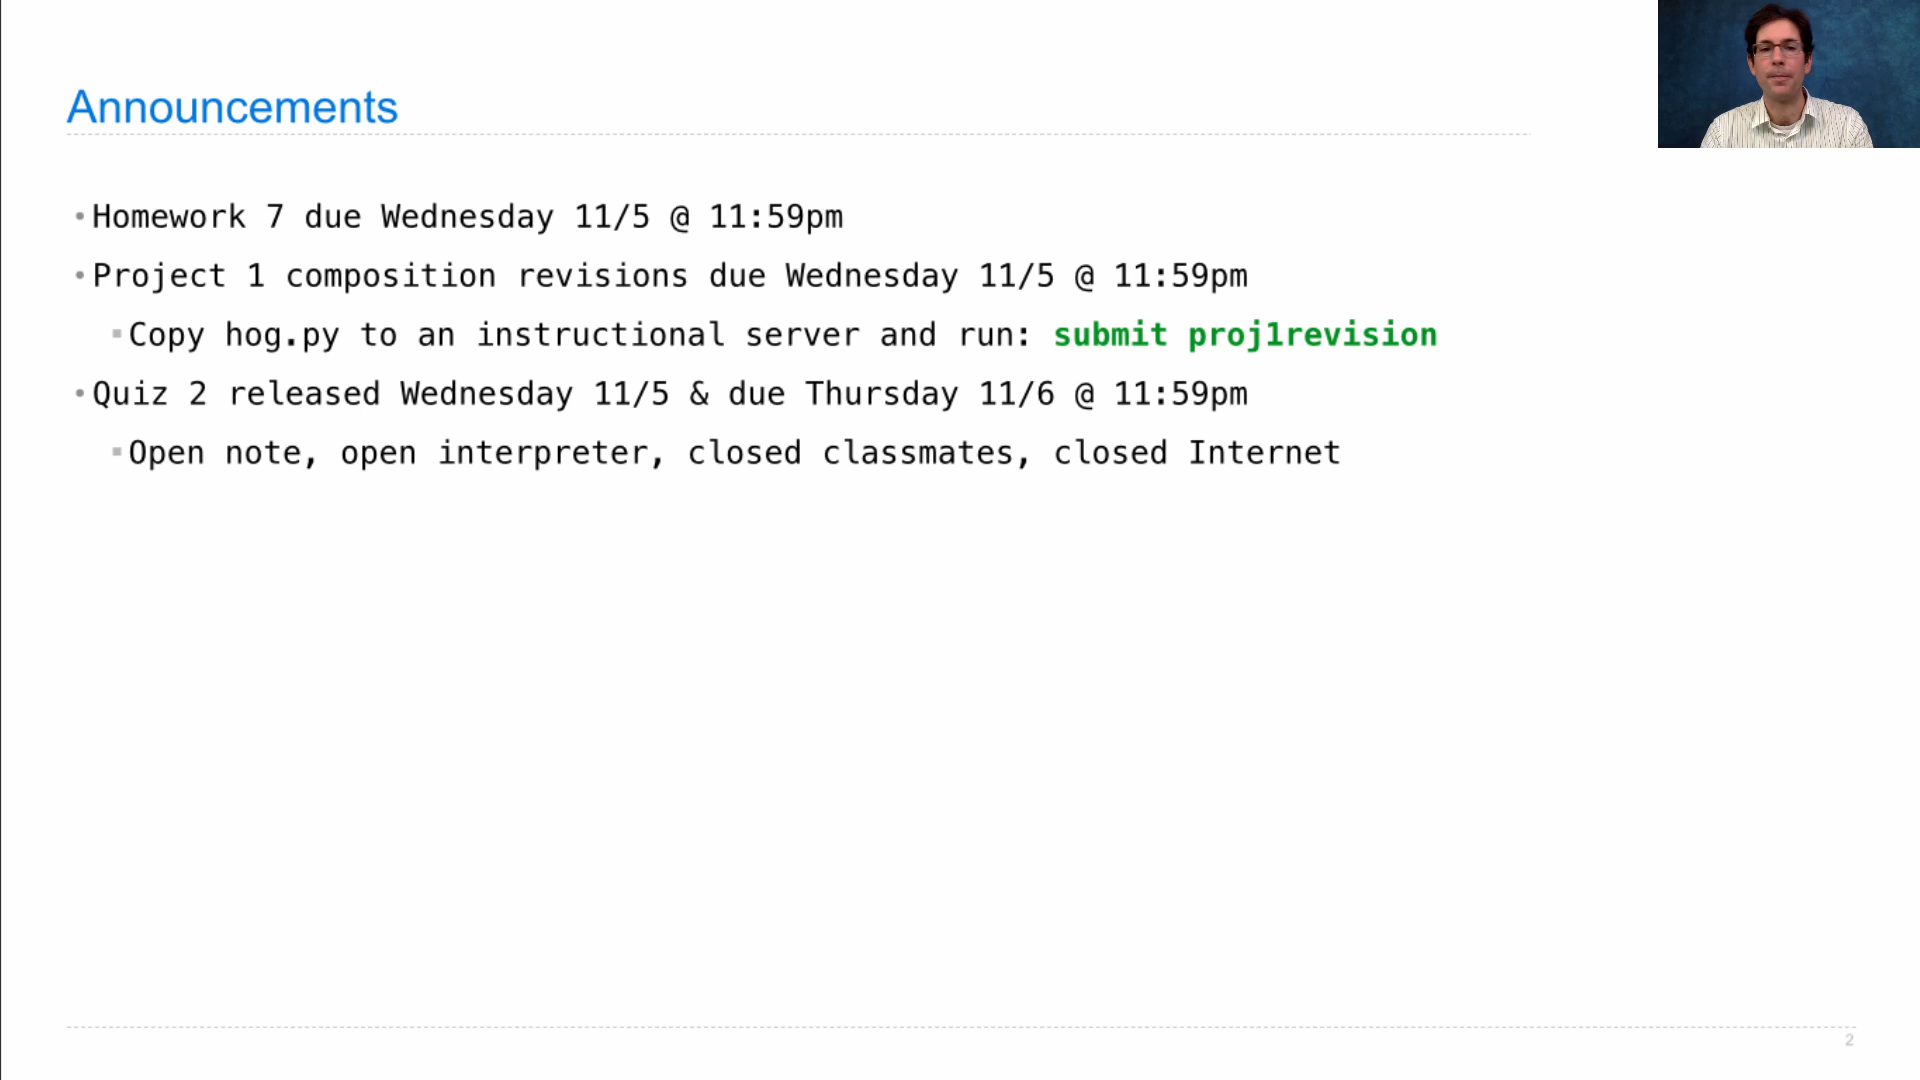 Announcements
•Homework 7 due Wednesday 11/5 @ 11:59pm
•Project 1 composition revisions due Wednesday 11/5 @ 11:59pm
▪Copy hog.py to an instructional server and run: submit proj1revision
•Quiz 2 released Wednesday 11/5 & due Thursday 11/6 @ 11:59pm
▪Open note, open interpreter, closed classmates, closed Internet
2